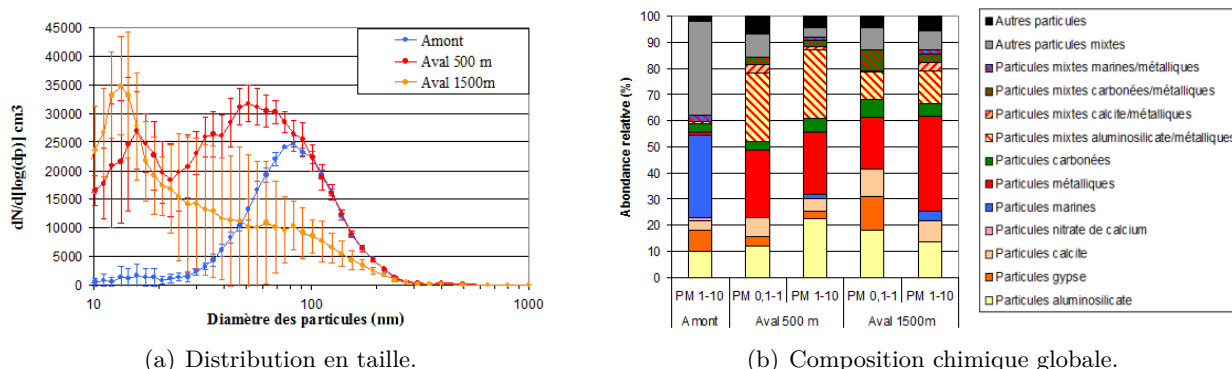 45000
40000
35000
30000
25000
20000
15000
10000
5000
0
dN/d[log(dp)] cm3
Amont
Aval 500 m
Aval 1500m
10
100
1000
Diamètre des particules (nm)
(a) Distribution en taille.
100
90
80
70
60
50
40
30
20
10
0
Abondance relative (%)
PM 1-10
PM 0,1-1
PM 1-10
PM 0,1-1
PM 1-10
Amont
Aval 500 m
Aval 1500m
Autres particules
Autres particules mixtes
Particules mixtes marines/métalliques
Particules mixtes carbonées/métalliques
Particules mixtes calcite/métalliques
Particules mixtes aluminosilicate/métalliques
Particules carbonées
Particules métalliques
Particules marines
Particules nitrate de calcium
Particules calcite
Particules gypse
Particules aluminosilicate
(b) Composition chimique globale.